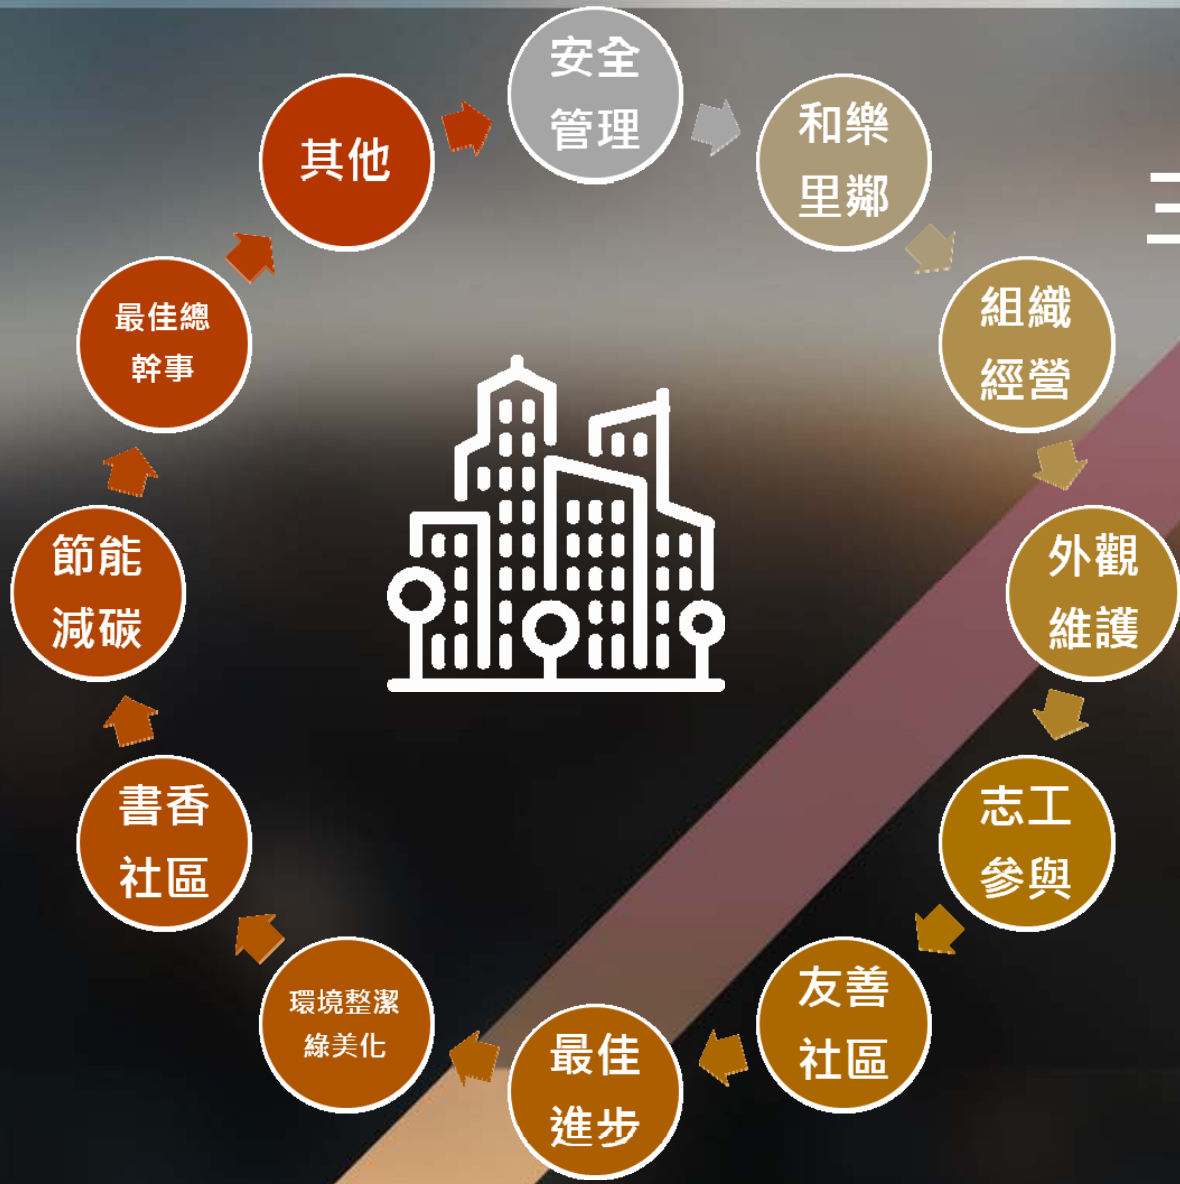 安全
管理
和樂
里鄰
組織
經營
外觀
維護
志工
參與
友善
社區
最佳
進步
環境整潔
綠美化
書香
社區
節能
減碳
最佳總
幹事
其他